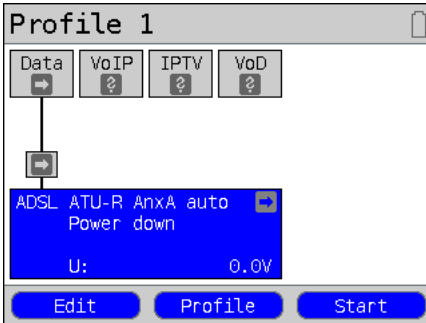 Profile 1
Data VoIP IPTV VoD
? ? ?
ADSL ATU-R AnxA auto
Power down
U: 0.0V
Edit Profile Start